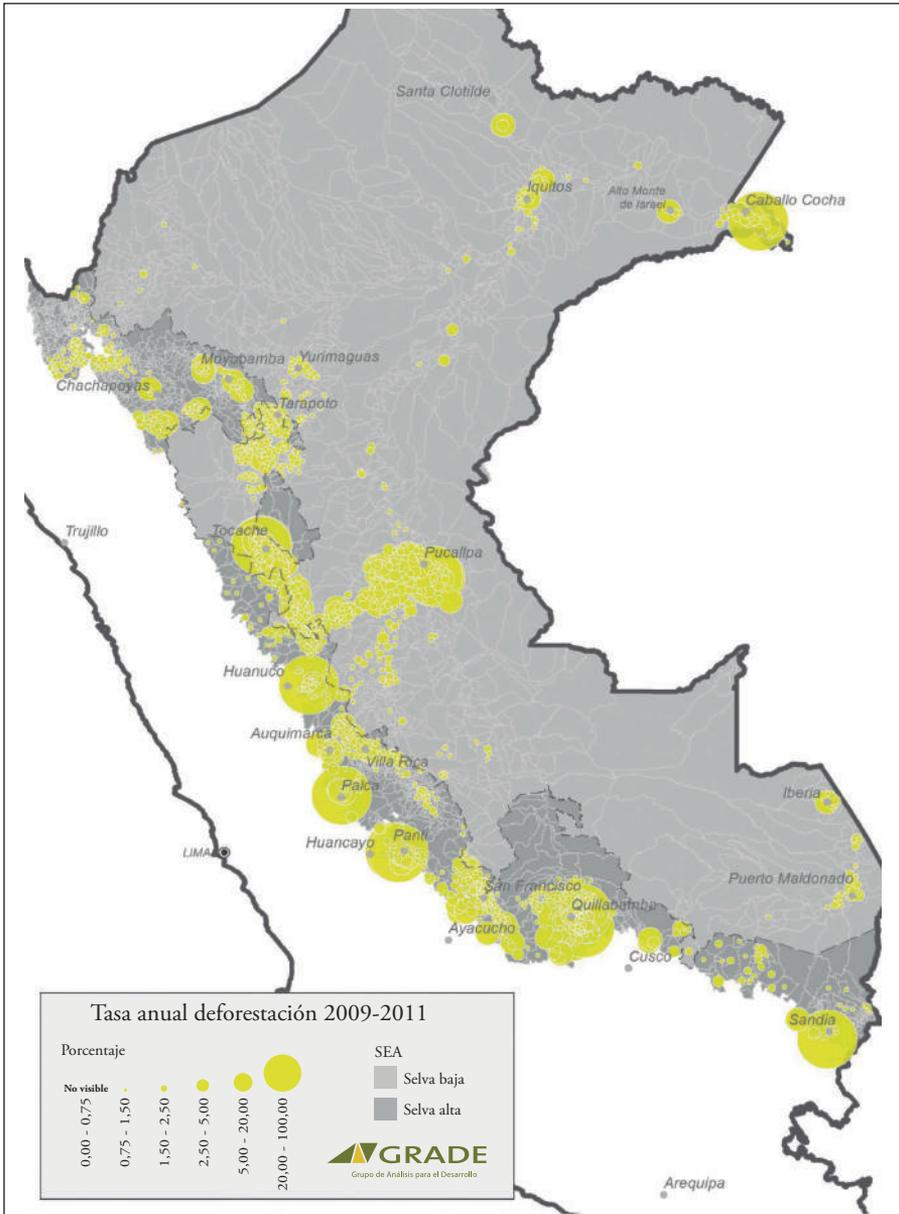 Santa Clotilde
Iquitos
Alto Monte
de Israel
Caballo Cocha
Moyobamba
Yurimaguas
Chachapoyas
Tarapoto
Trujillo
Tocache
Pucallpa
Huanuco
Auquimarca
Villa Rica
Palca
Iberia
LIMA
Huancayo
Panti
Puerto Maldonado
San Francisco
Quillabamba
Ayacucho
Cusco
Sandia
Arequipa
Tasa anual deforestación 2009-2011
Porcentaje
No visible
0,00 - 0,75
0,75 - 1,50
1,50 - 2,50
2,50 - 5,00
5,00 - 20,00
20,00 - 100,00
SEA
Selva baja
Selva alta
GRADE
Grupo de Análisis para el Desarrollo